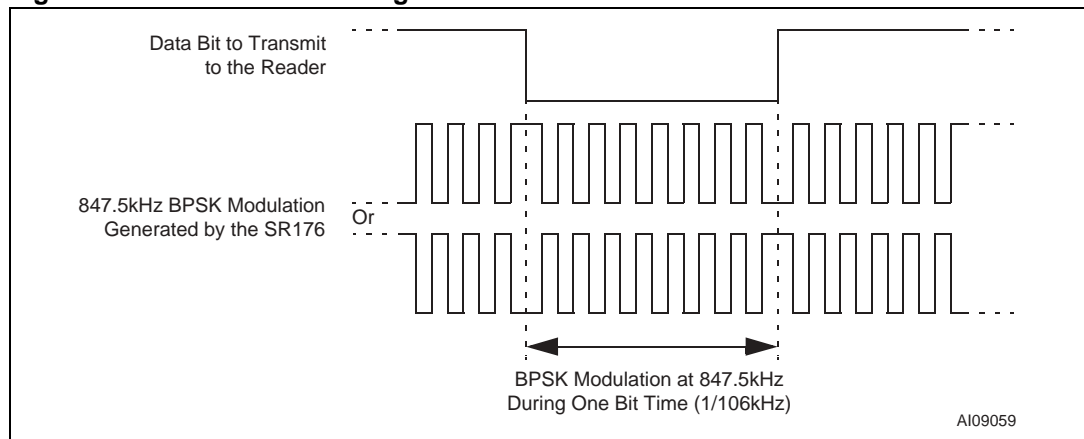 Data Bit to Transmit
to the Reader
847.5kHz BPSK Modulation
Generated by the SR176
Or
BPSK Modulation at 847.5kHz
During One Bit Time (1/106kHz)
AI09059